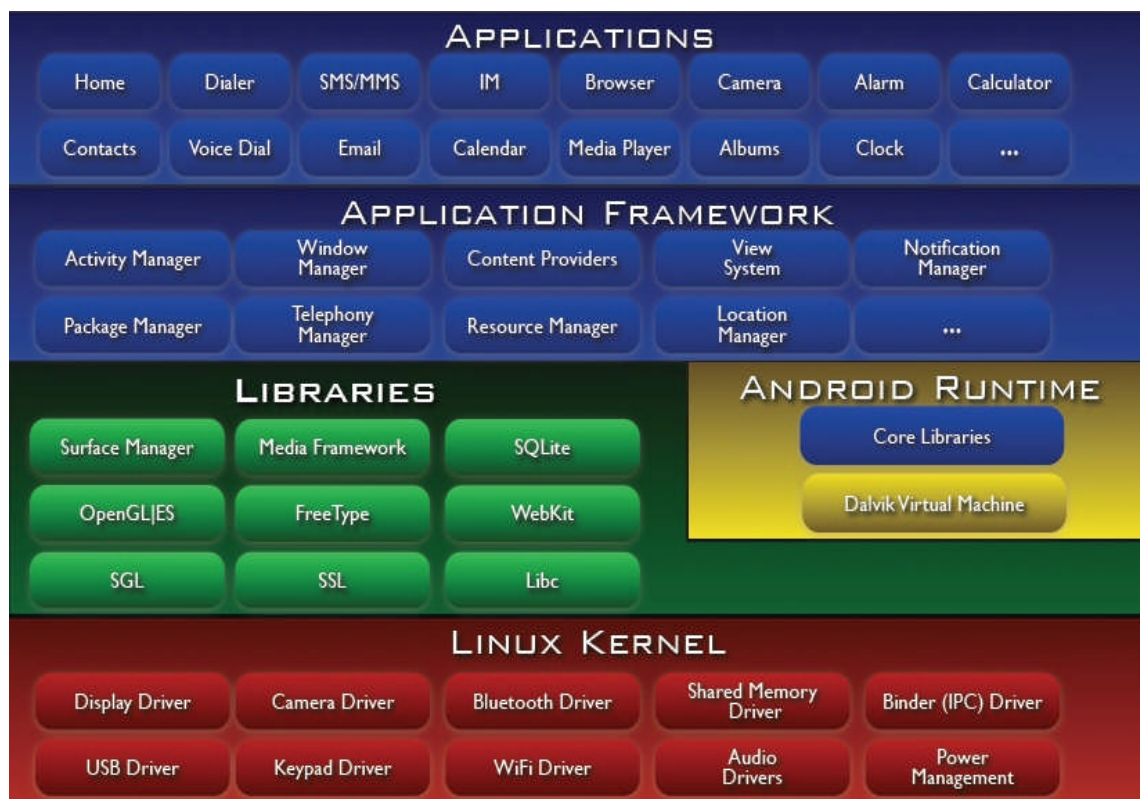 APPLICATIONS
Home Dialer SMS/MMS IM Browser Camera Alarm Calculator
Contacts Voice Dial Email Calendar Media Player Albums Clock ...
APPLICATION FRAMEWORK
Activity Manager Window Manager Content Providers View System Notification Manager
Package Manager Telephony Manager Resource Manager Location Manager ...
LIBRARIES
Surface Manager Media Framework SQLite
OpenGL|ES FreeType WebKit
SGL SSL Libc
ANDROID RUNTIME
Core Libraries
Dalvik Virtual Machine
LINUX KERNEL
Display Driver Camera Driver Bluetooth Driver Shared Memory Driver Binder (IPC) Driver
USB Driver Keypad Driver WiFi Driver Audio Drivers Power Management